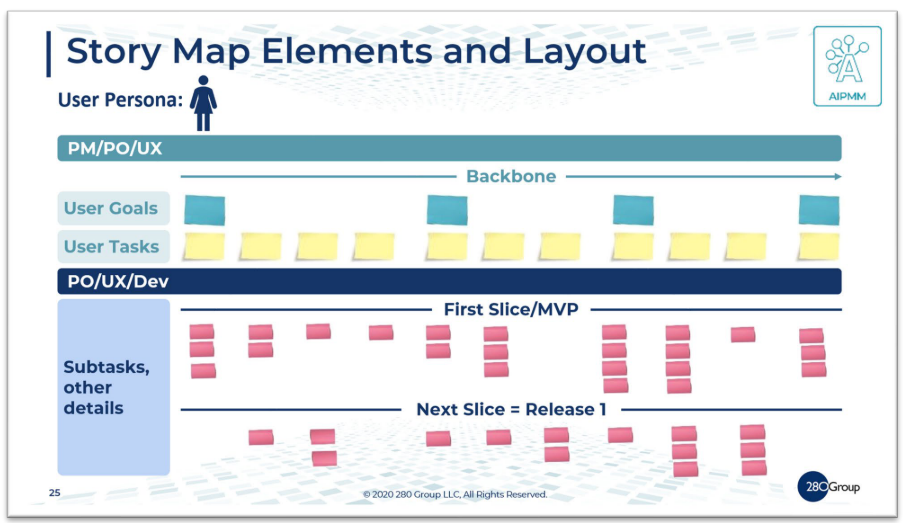 Story Map Elements and Layout
AIPMM
User Persona:
PM/PO/UX
Backbone
User Goals
User Tasks
PO/UX/Dev
First Slice/MVP
Subtasks,
other
details
Next Slice = Release 1
25
© 2020 280 Group LLC, All Rights Reserved.
280Group